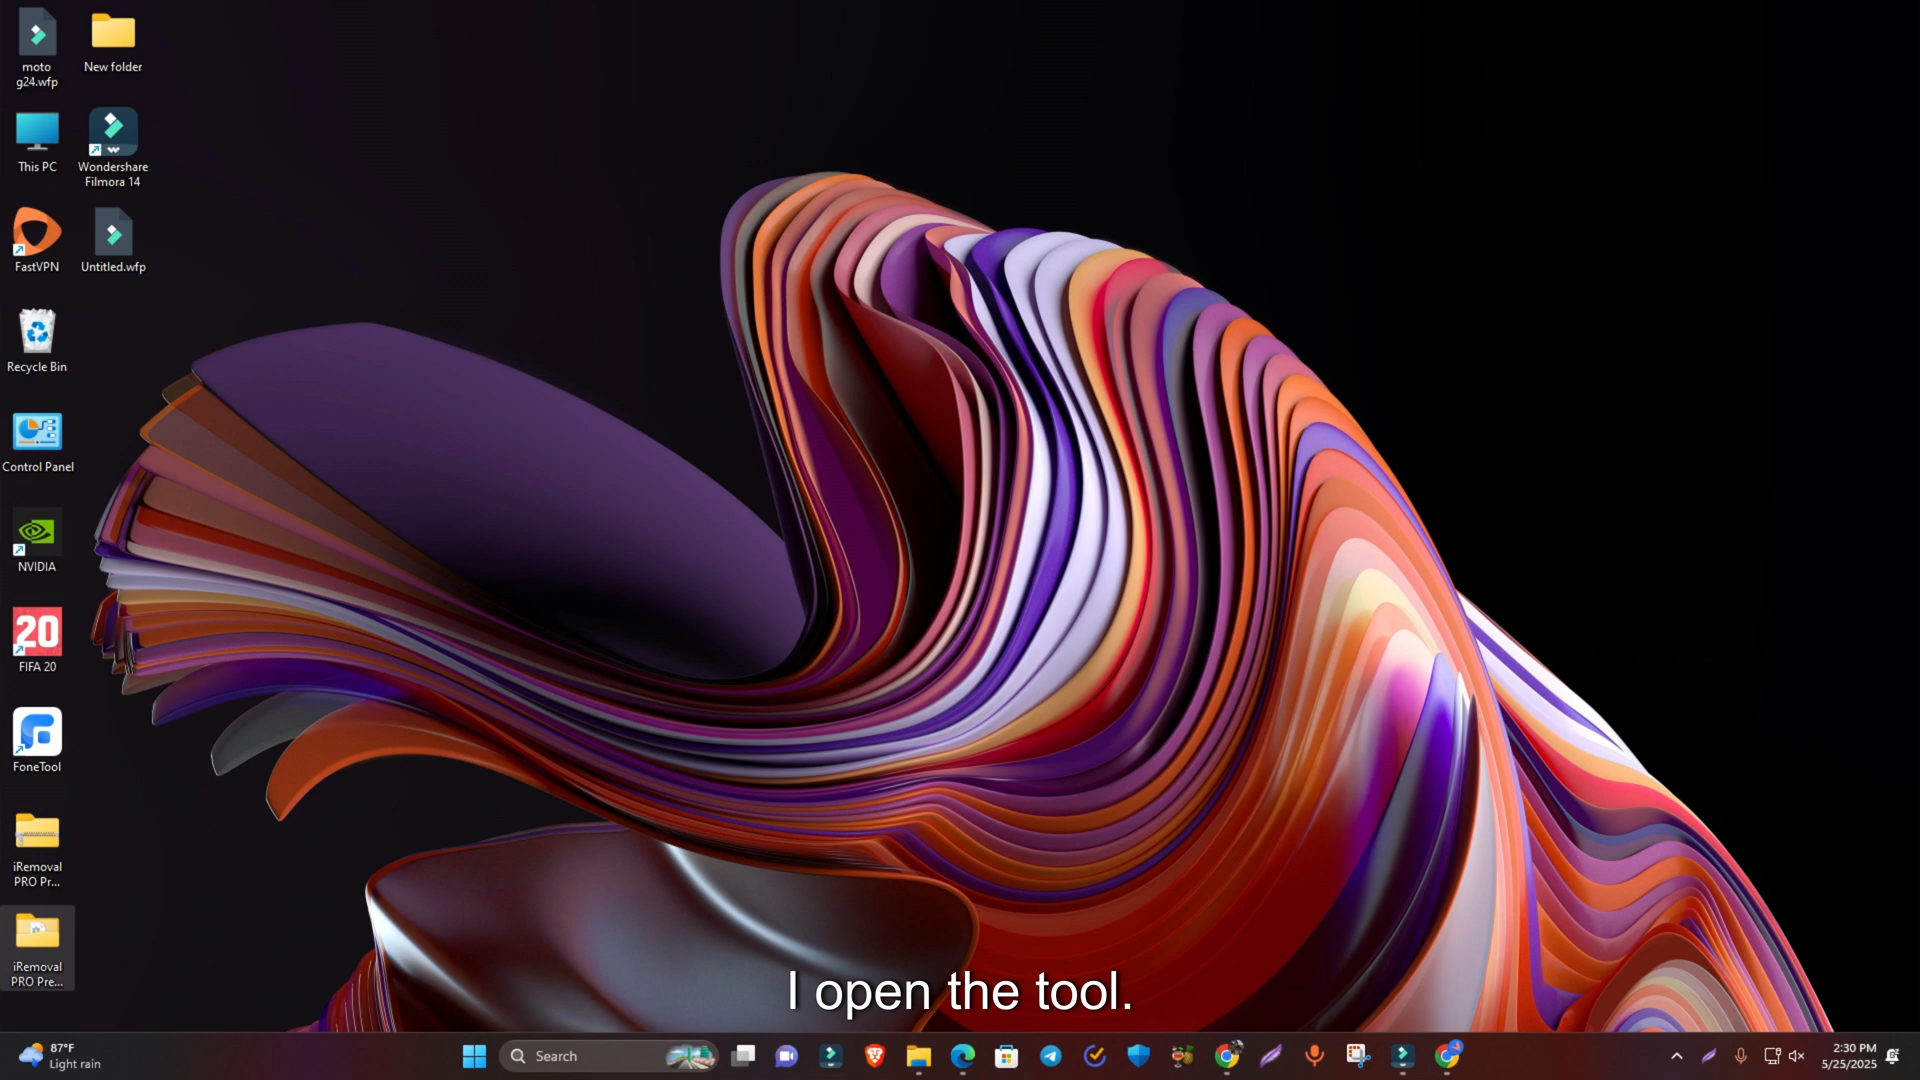 moto
g24.wfp
New folder
This PC
Wondershare
Filmora 14
FastVPN
Untitled.wfp
Recycle Bin
Control Panel
NVIDIA
20
FIFA 20
FoneTool
iRemoval
PRO Pr...
iRemoval
PRO Pre...
I open the tool.
87°F
Light rain
Search
2:30 PM
5/25/2025